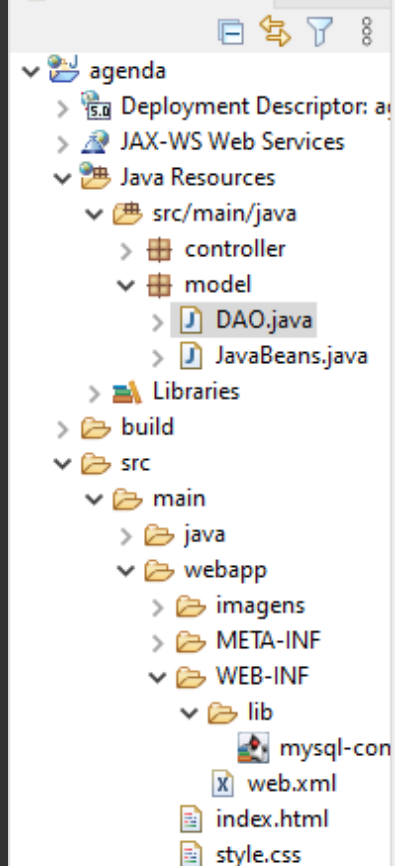 agenda
5.0 Deployment Descriptor:
JAX-WS Web Services
Java Resources
src/main/java
controller
model
J DAO.java
J JavaBeans.java
Libraries
build
src
main
java
webapp
imagens
META-INF
WEB-INF
lib
mysql-con
X web.xml
index.html
style.css